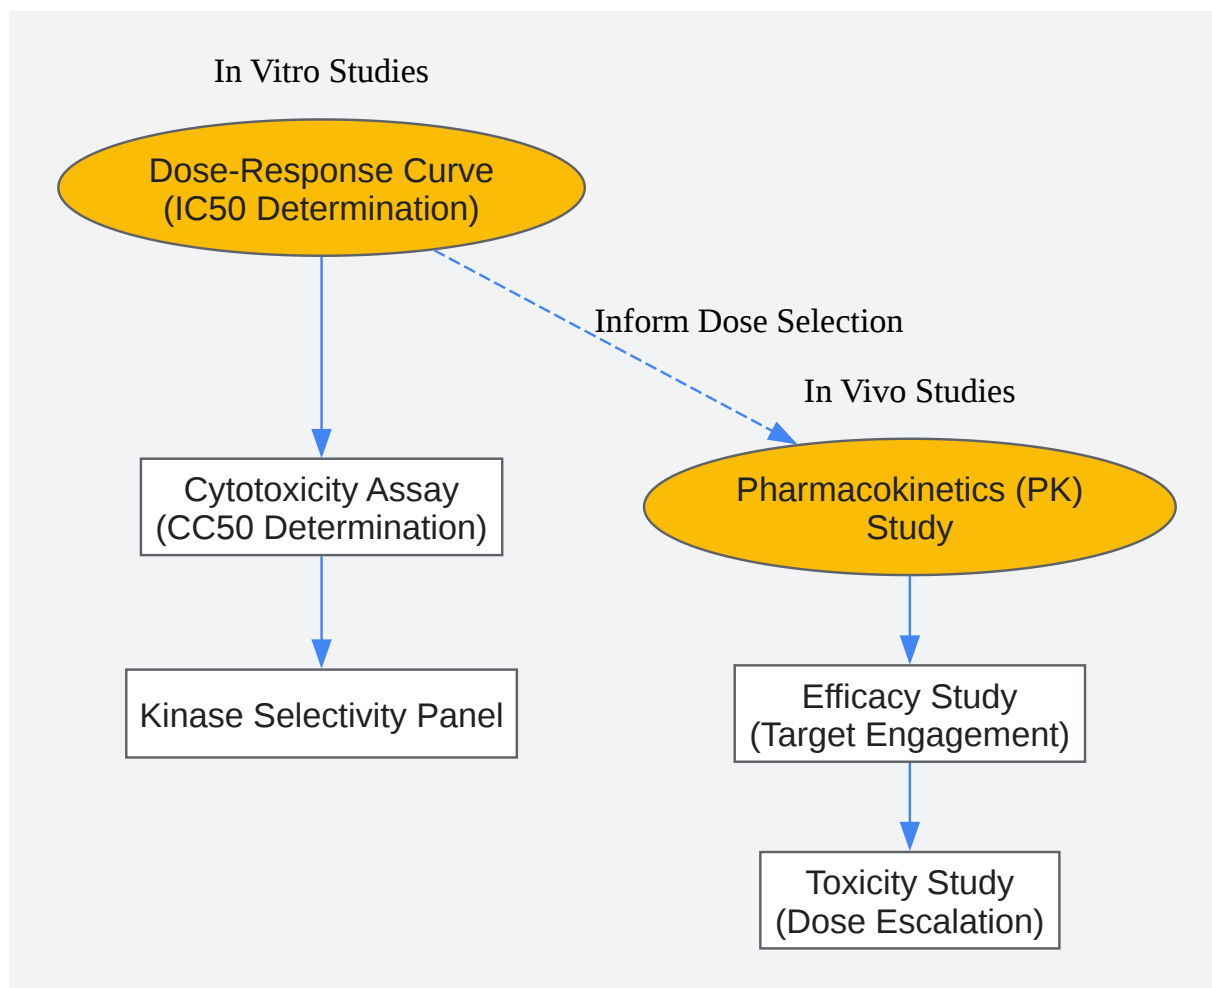 In Vitro Studies
Dose-Response Curve
(IC50 Determination)
Inform Dose Selection
In Vivo Studies
Cytotoxicity Assay
(CC50 Determination)
Pharmacokinetics (PK)
Study
Kinase Selectivity Panel
Efficacy Study
(Target Engagement)
Toxicity Study
(Dose Escalation)